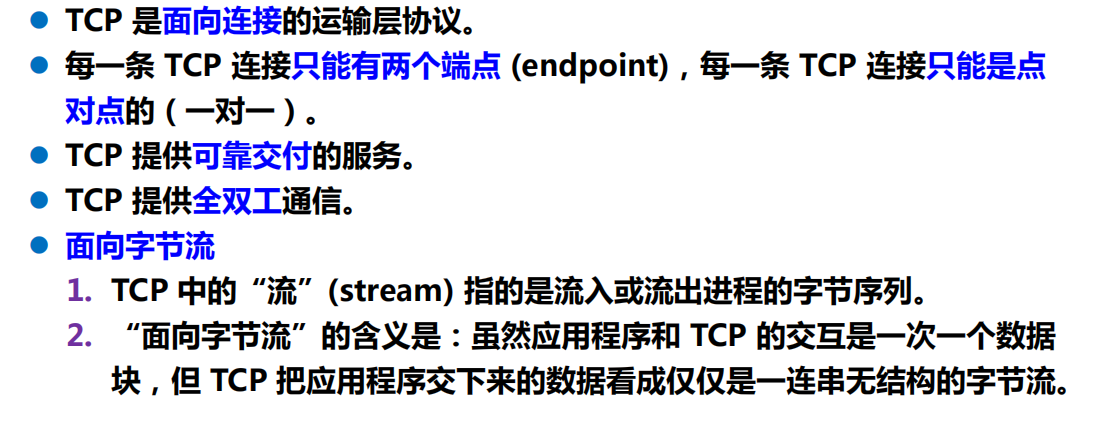 ● TCP 是面向连接的运输层协议。
● 每一条 TCP 连接只能有两个端点 (endpoint)，每一条 TCP 连接只能是点
对点的（一对一）。
● TCP 提供可靠交付的服务。
● TCP 提供全双工通信。
● 面向字节流
1. TCP 中的“流”(stream) 指的是流入或流出进程的字节序列。
2. “面向字节流”的含义是：虽然应用程序和 TCP 的交互是一次一个数据
块，但 TCP 把应用程序交下来的数据看成仅仅是一连串无结构的字节流。